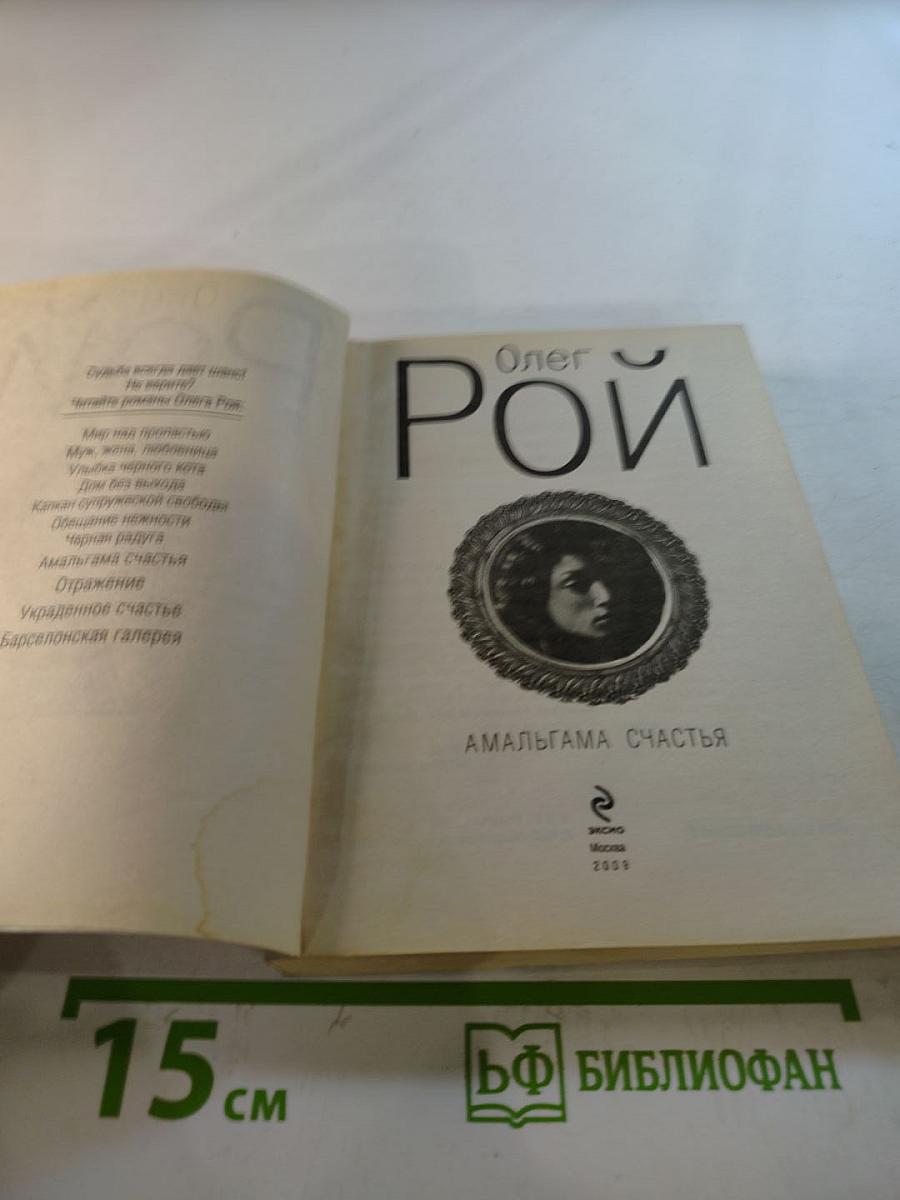 Судьба всегда дает шанс!
Не верите?
Читайте романы Олега Роя:
Мир над пропастью
Муж, жена, любовница
Улыбка черного кота
Дом без выхода
Капкан супружеской свободы
Обещание нежности
Черная радуга
Амальгама счастья
Отражение
Украденное счастье
Барселонская галерея
Олег
Рой
АМАЛЬГАМА СЧАСТЬЯ
ЭКСМО
Москва
2009
15 см
ЬФ БИБЛИОФАН